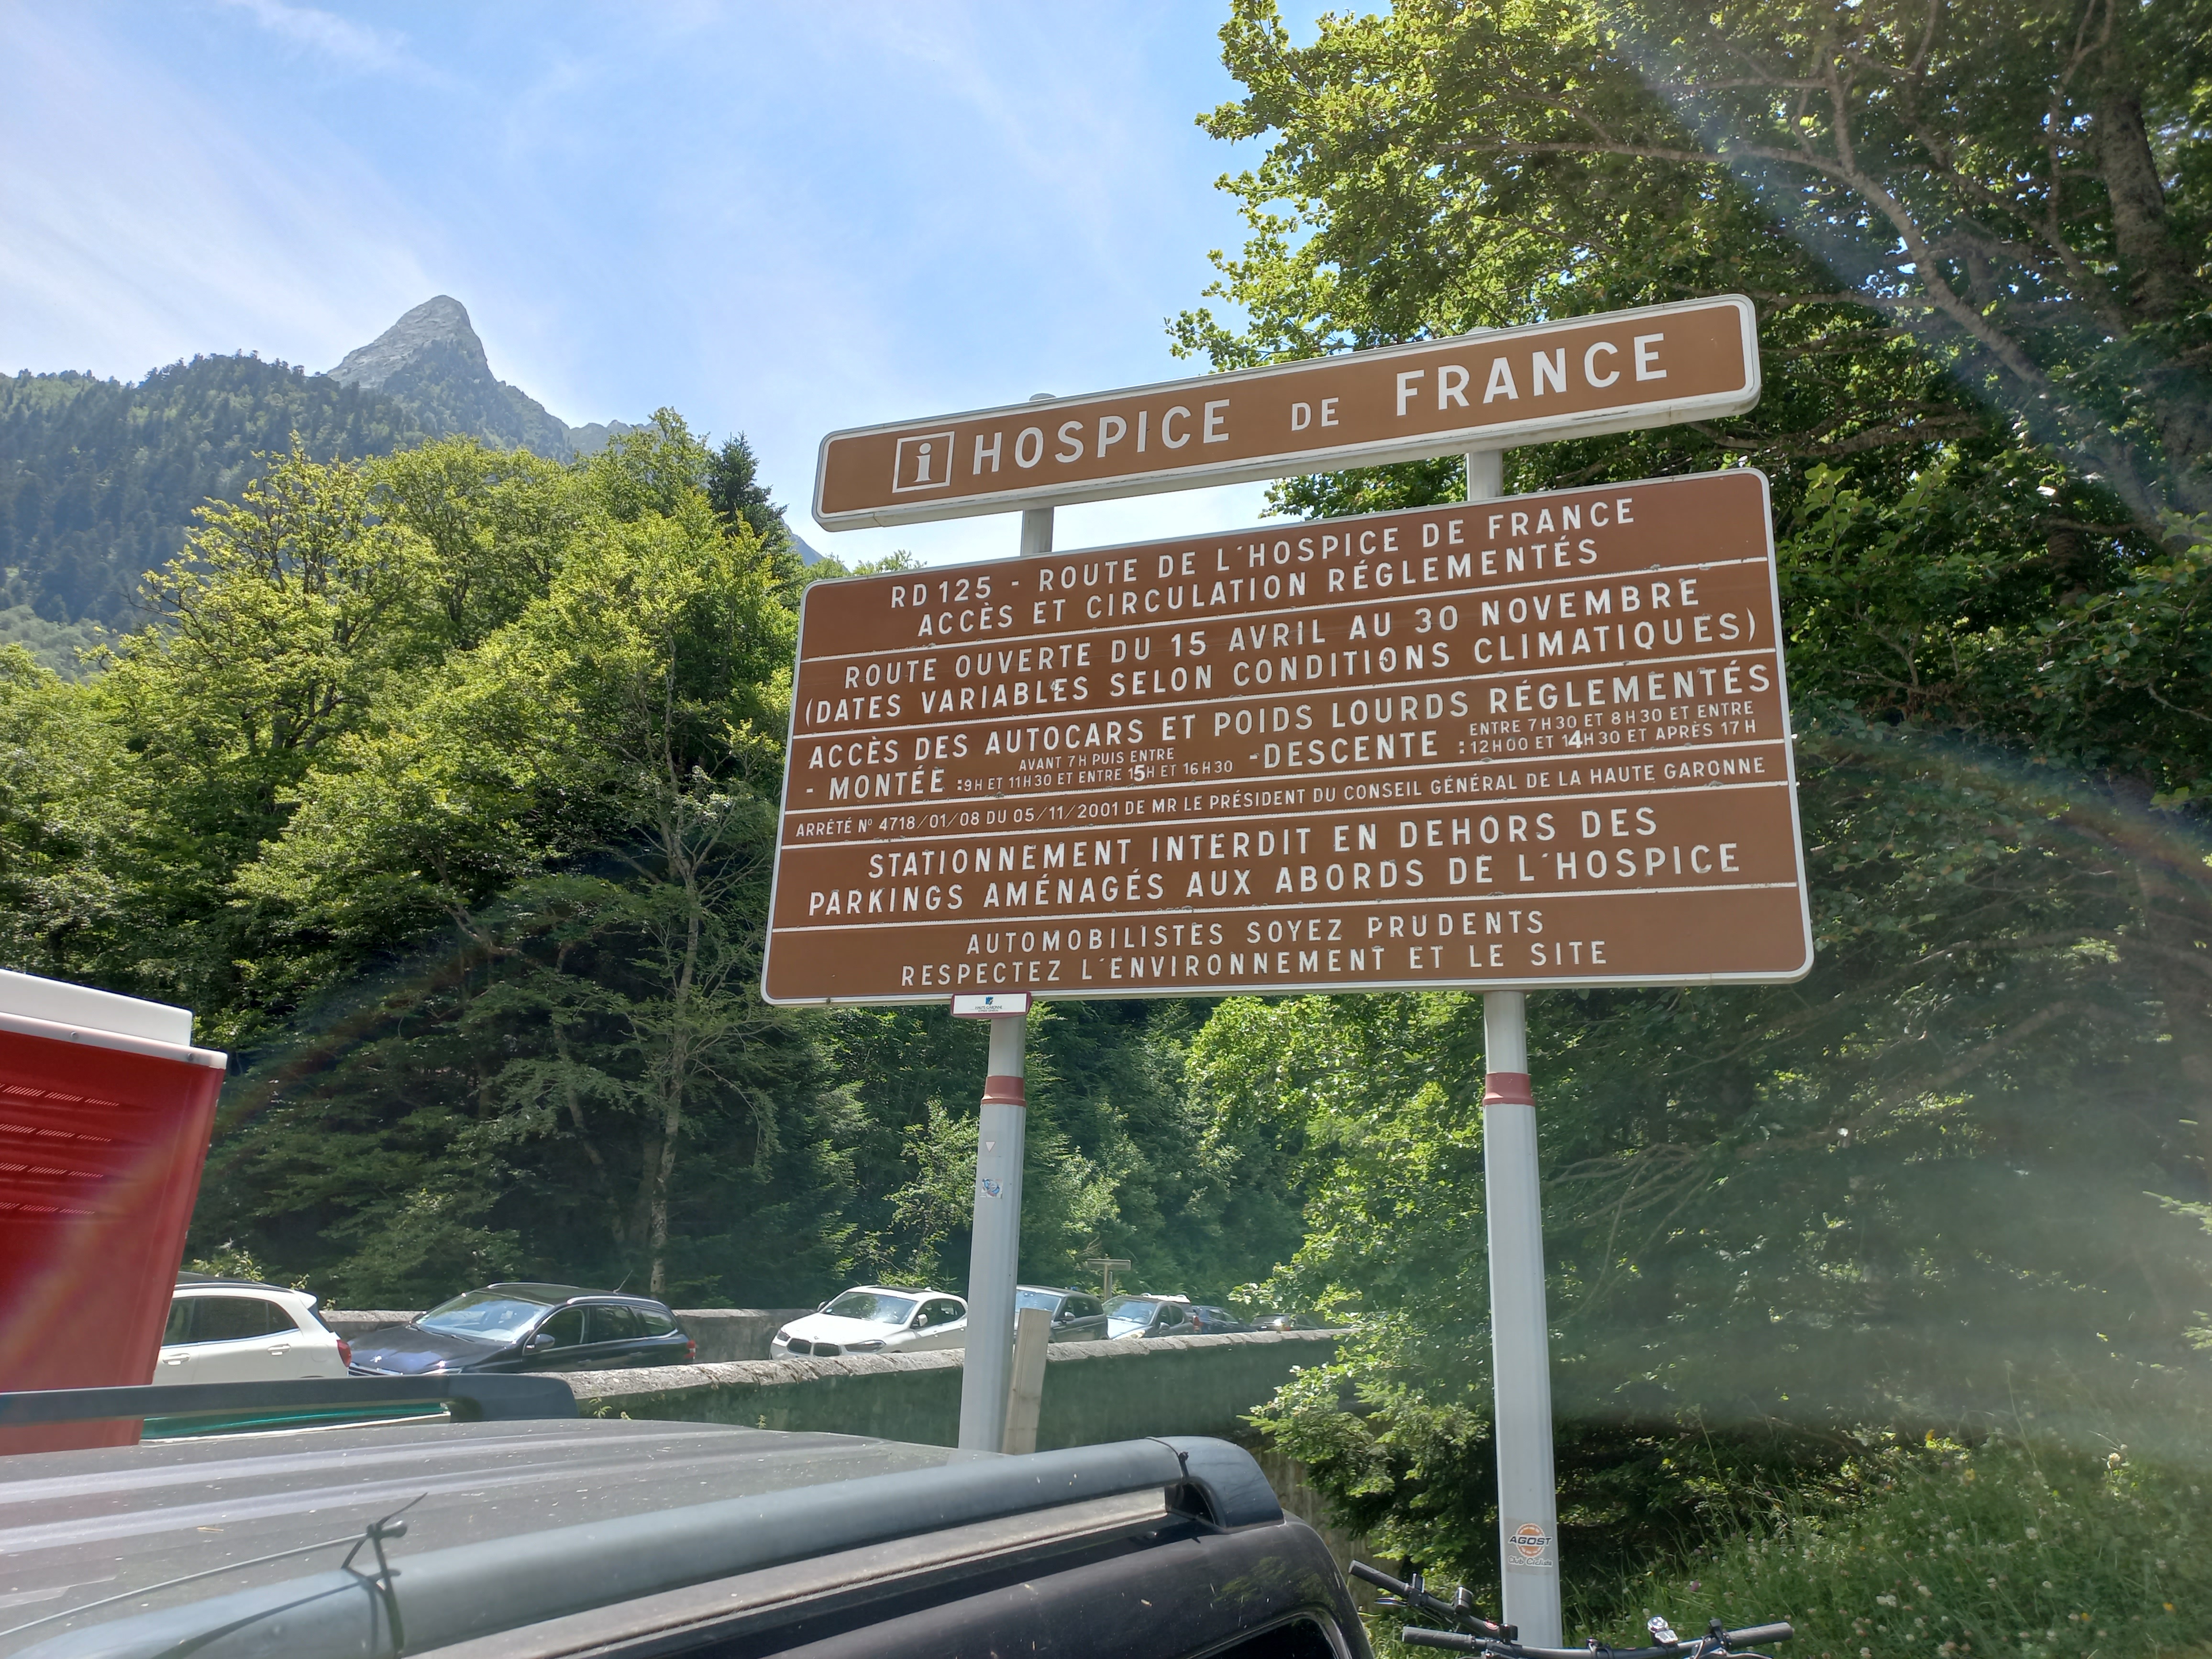 i HOSPICE DE FRANCE
RD 125 - ROUTE DE L'HOSPICE DE FRANCE
ACCÈS ET CIRCULATION RÉGLEMENTÉS
ROUTE OUVERTE DU 15 AVRIL AU 30 NOVEMBRE
(DATES VARIABLES SELON CONDITIONS CLIMATIQUES)
ACCÈS DES AUTOCARS ET POIDS LOURDS RÉGLEMENTÉS
- MONTÉE : AVANT 7H PUIS ENTRE
9H ET 11H30 ET ENTRE 15H ET 16H30
-DESCENTE : ENTRE 7H30 ET 8H30 ET ENTRE
12H00 ET 14H30 ET APRÈS 17H
ARRÊTÉ Nº 4718/01/08 DU 05/11/2001 DE MR LE PRÉSIDENT DU CONSEIL GÉNÉRAL DE LA HAUTE GARONNE
STATIONNEMENT INTERDIT EN DEHORS DES
PARKINGS AMÉNAGÉS AUX ABORDS DE L'HOSPICE
AUTOMOBILISTES SOYEZ PRUDENTS
RESPECTEZ L'ENVIRONNEMENT ET LE SITE
AGOST